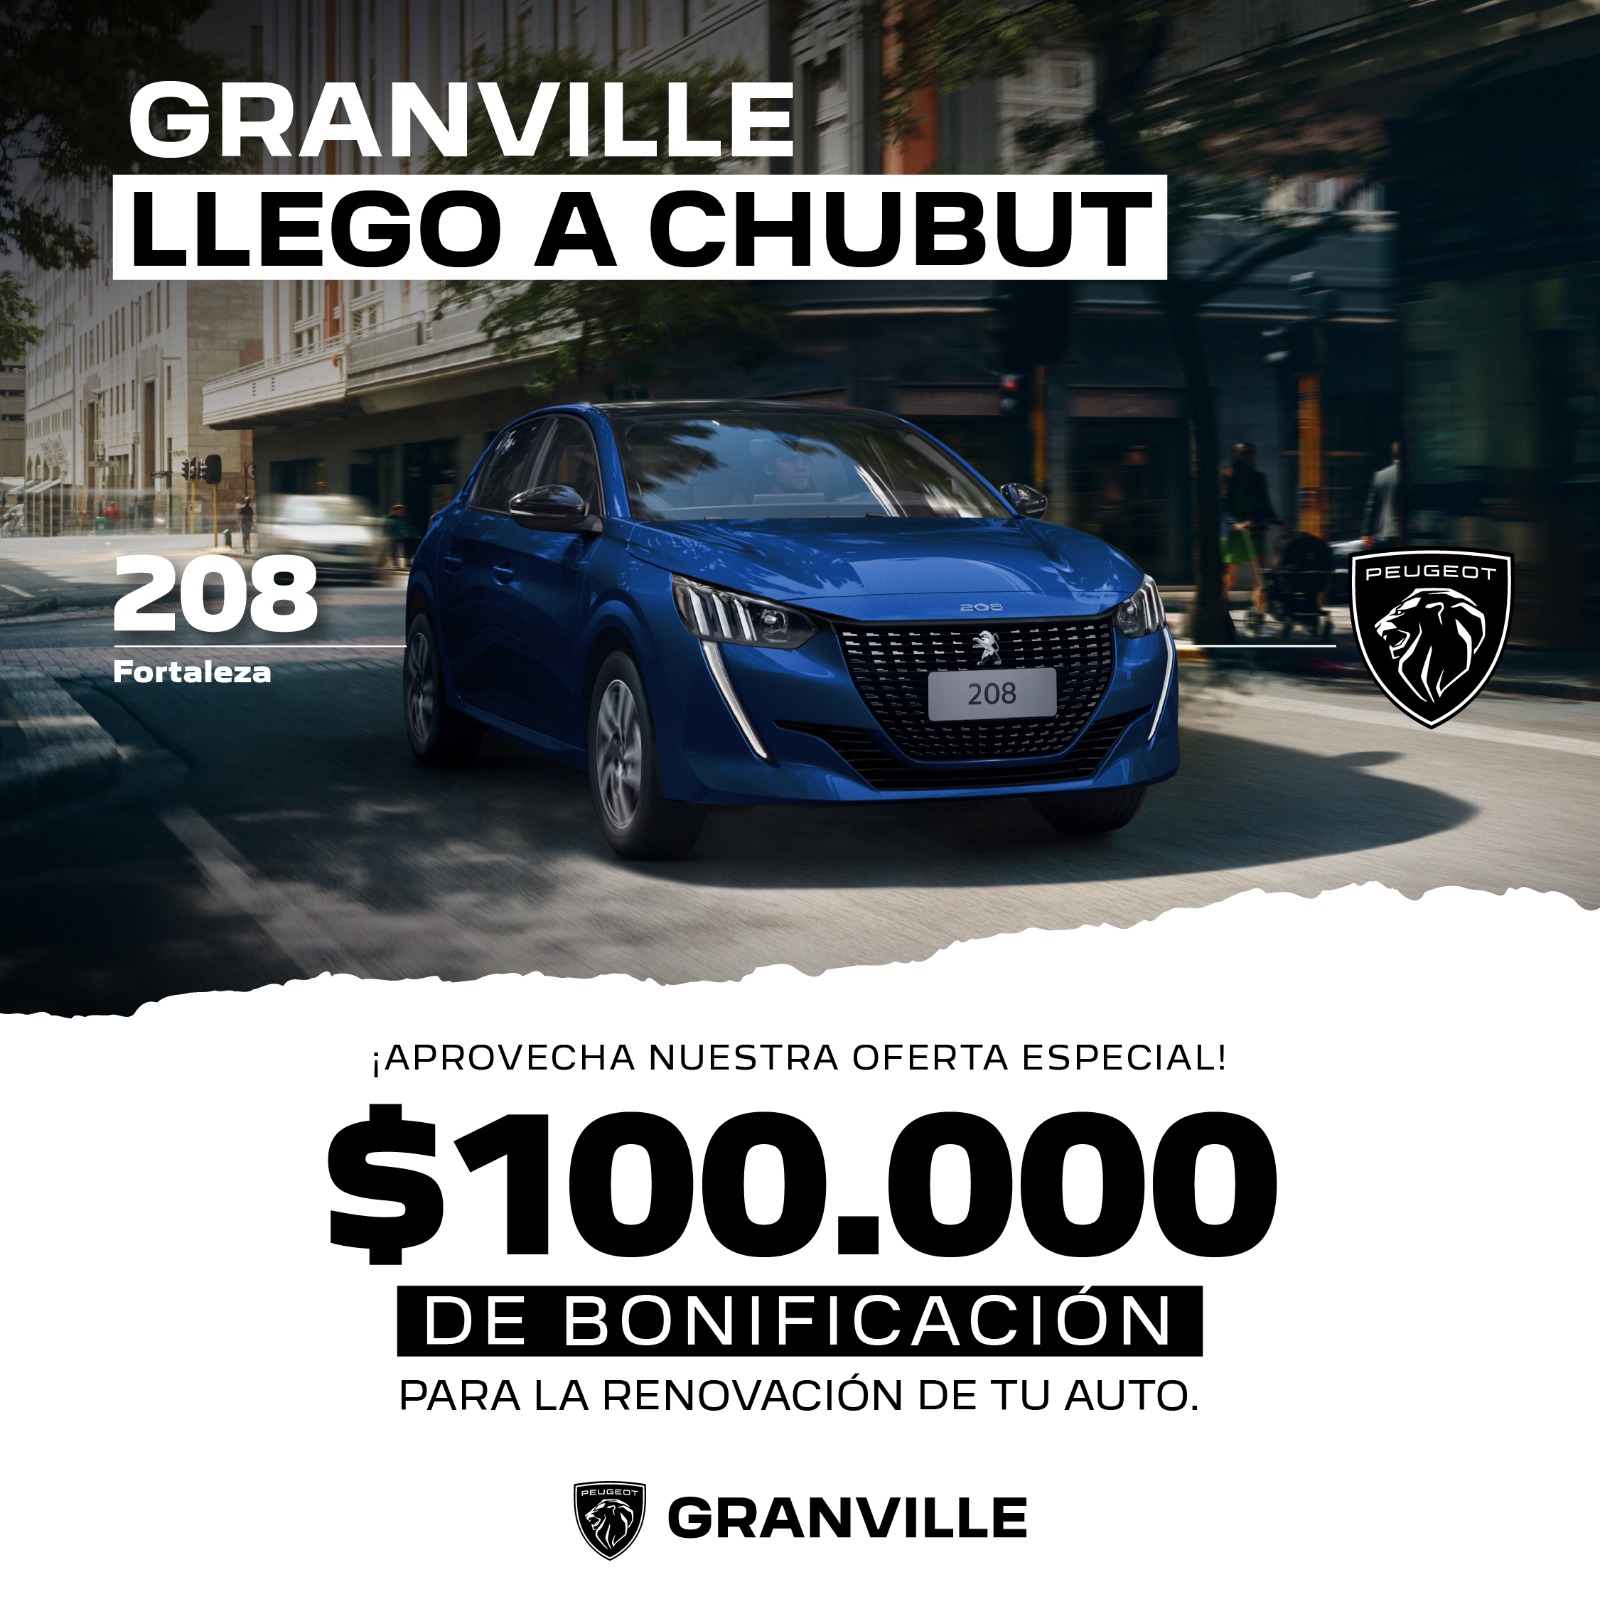 GRANVILLE
LLEGO A CHUBUT
208
Fortaleza
208
208
PEUGEOT
¡APROVECHA NUESTRA OFERTA ESPECIAL!
$100.000
DE BONIFICACIÓN
PARA LA RENOVACIÓN DE TU AUTO.
PEUGEOT
GRANVILLE